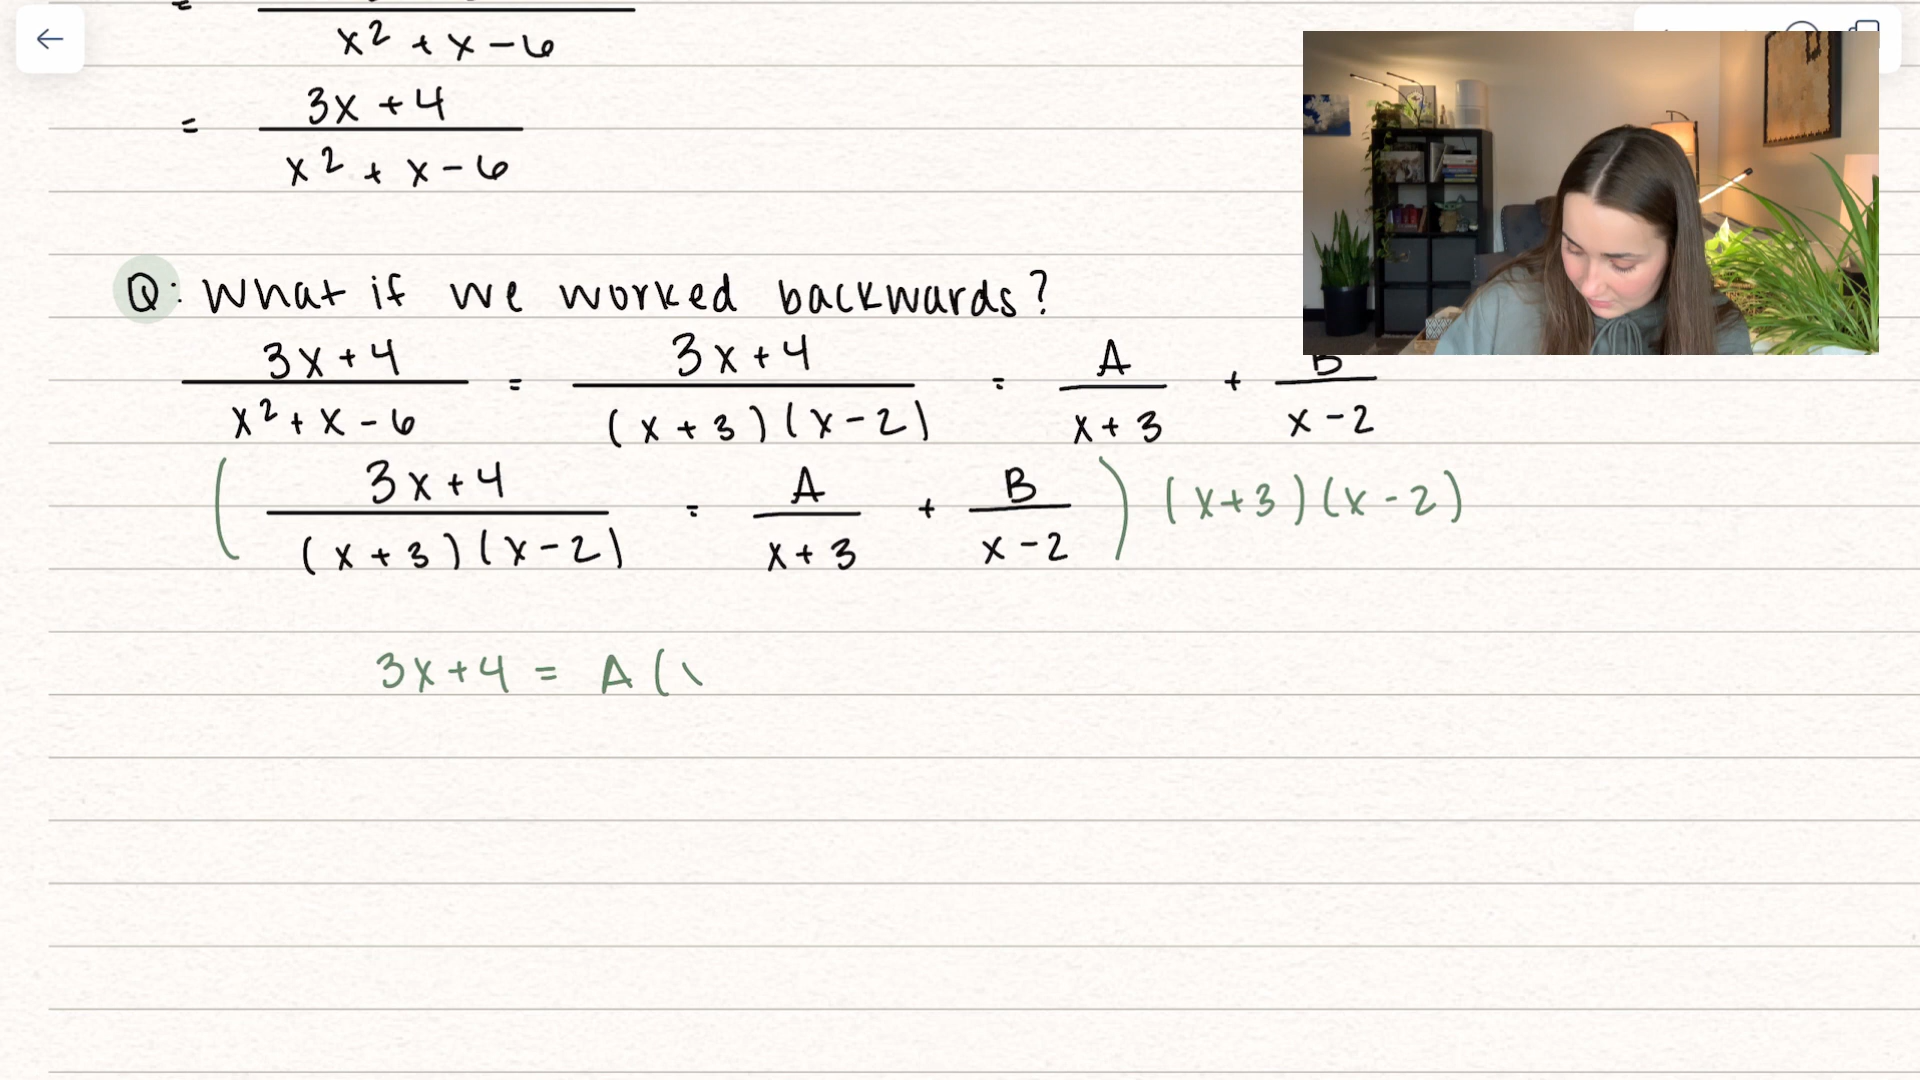 =
x² + x - 6
= 3x + 4 / x² + x - 6
Q: What if we worked backwards?
3x + 4 / x² + x - 6 = 3x + 4 / (x + 3)(x - 2) = A / x + 3 + B / x - 2
( 3x + 4 / (x + 3)(x - 2) = A / x + 3 + B / x - 2 ) (x + 3)(x - 2)
3x + 4 = A (